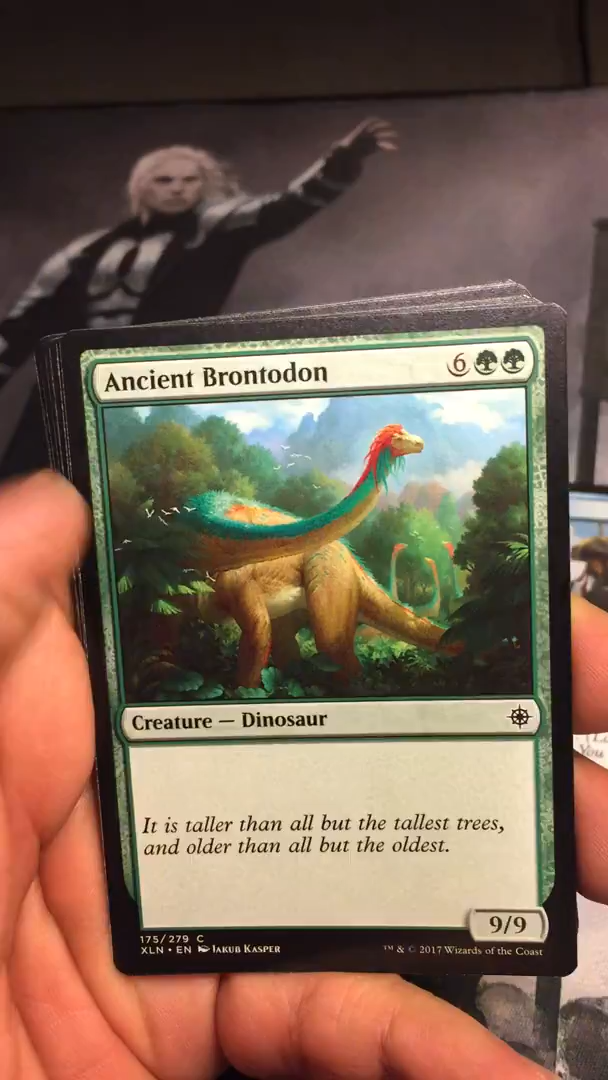 Ancient Brontodon 6
Creature — Dinosaur
It is taller than all but the tallest trees,
and older than all but the oldest.
9/9
175/279 C
XLN • EN Jakub Kasper
™ & © 2017 Wizards of the Coast
You